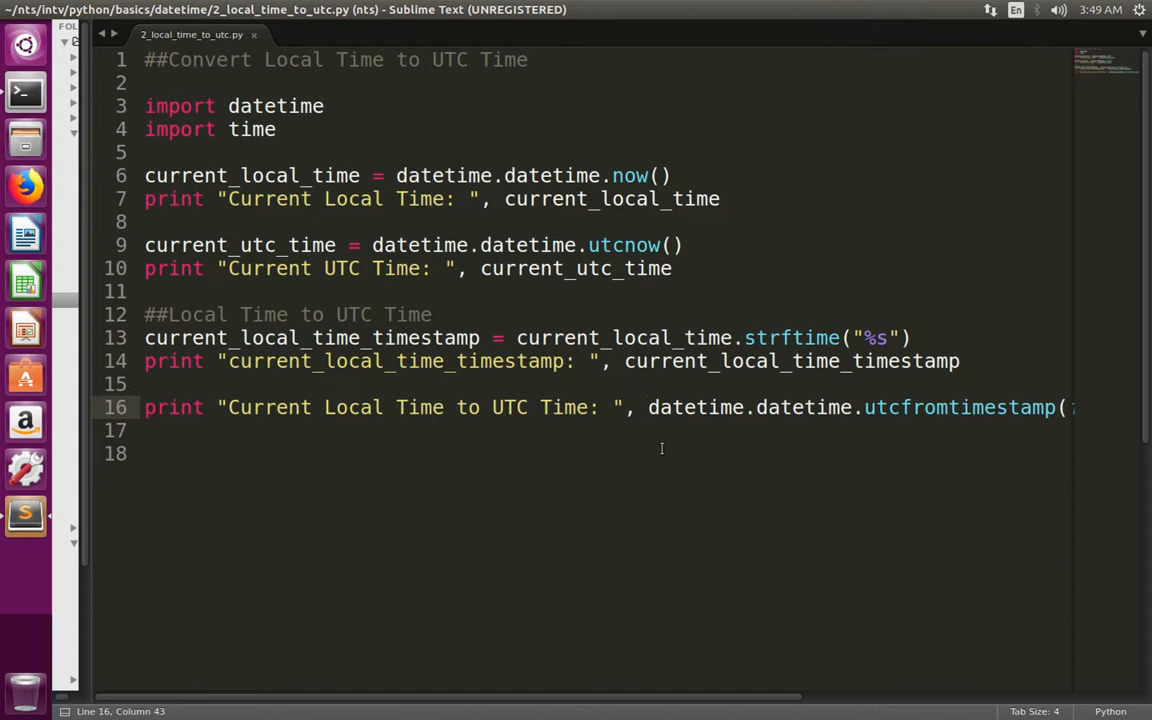 ~/nts/intv/python/basics/datetime/2_local_time_to_utc.py (nts) - Sublime Text (UNREGISTERED)
En
3:49 AM
FOL
2_local_time_to_utc.py ×
1 ##Convert Local Time to UTC Time
2
3 import datetime
4 import time
5
6 current_local_time = datetime.datetime.now()
7 print "Current Local Time: ", current_local_time
8
9 current_utc_time = datetime.datetime.utcnow()
10 print "Current UTC Time: ", current_utc_time
11
12 ##Local Time to UTC Time
13 current_local_time_timestamp = current_local_time.strftime("%s")
14 print "current_local_time_timestamp: ", current_local_time_timestamp
15
16 print "Current Local Time to UTC Time: ", datetime.datetime.utcfromtimestamp(
17
18
Line 16, Column 43
Tab Size: 4
Python